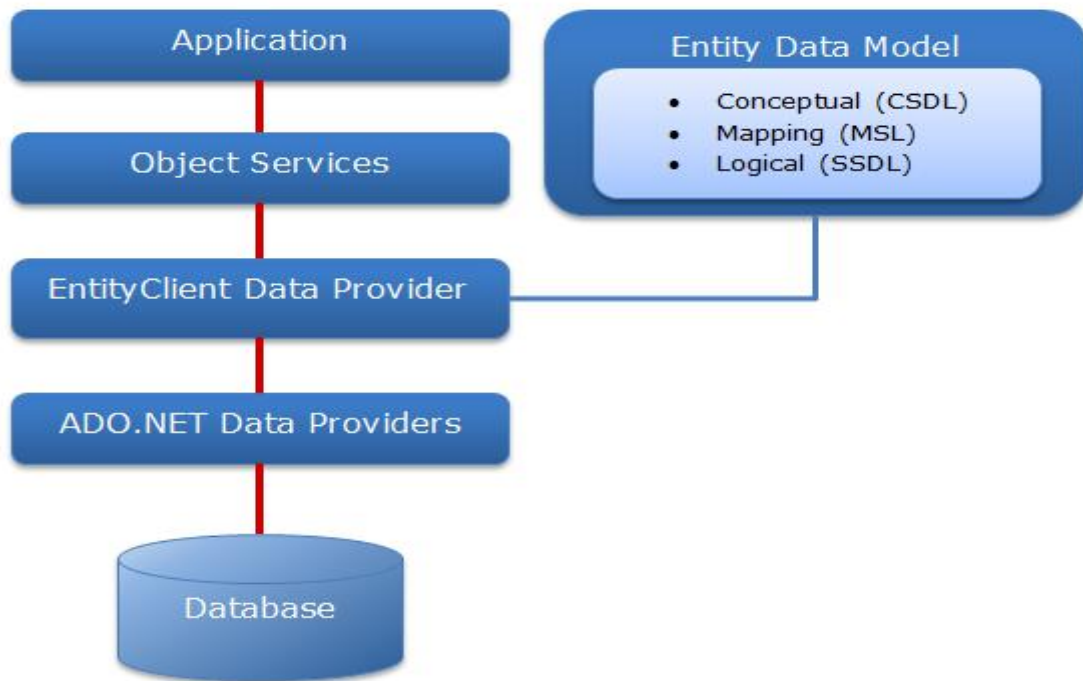 Application
Object Services
EntityClient Data Provider
ADO.NET Data Providers
Database
Entity Data Model
• Conceptual (CSDL)
• Mapping (MSL)
• Logical (SSDL)